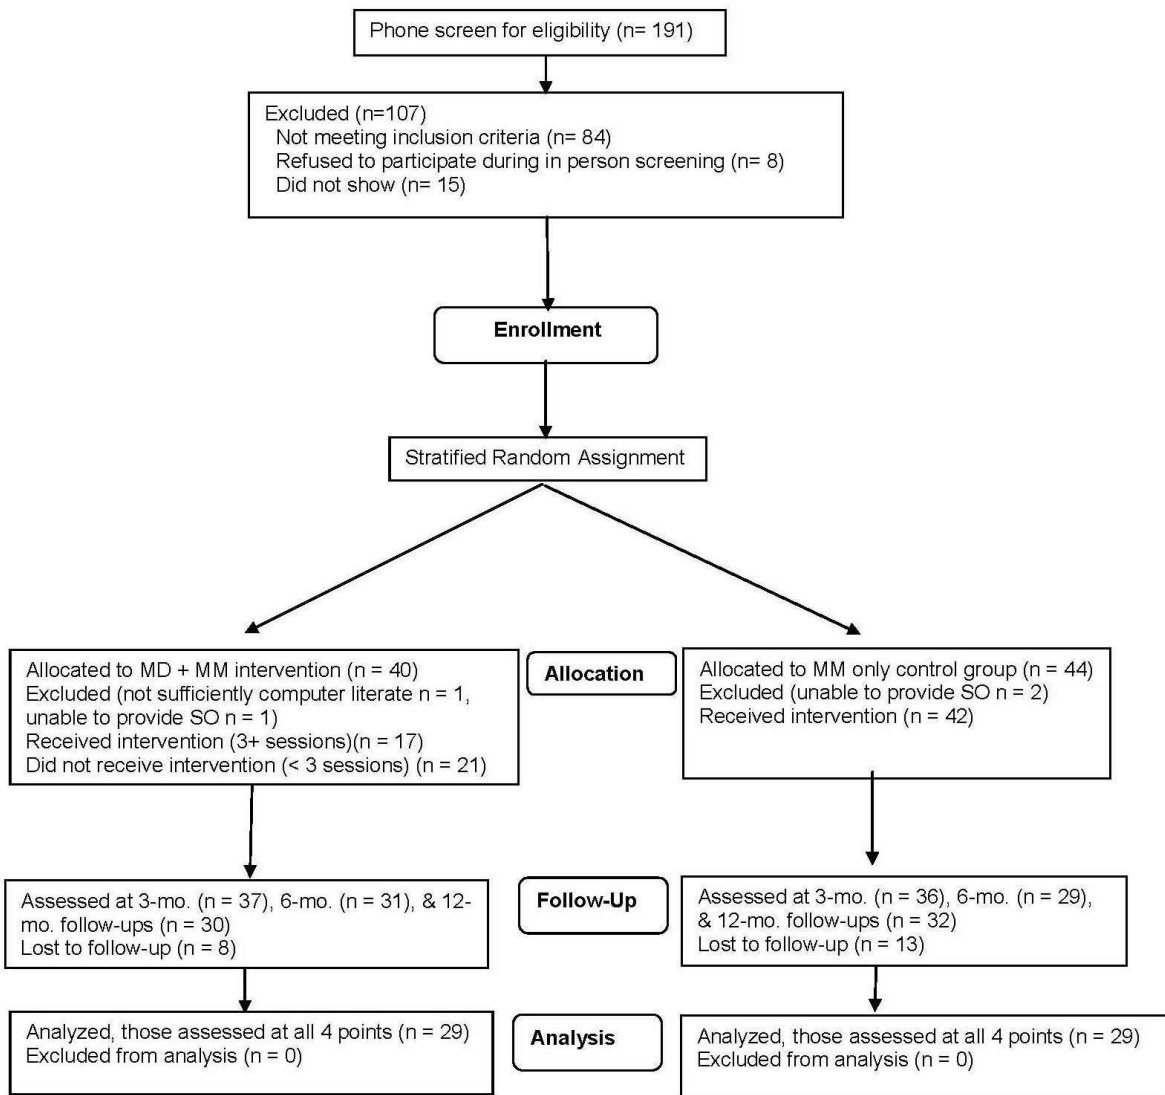 Phone screen for eligibility (n= 191)
Excluded (n=107)
Not meeting inclusion criteria (n= 84)
Refused to participate during in person screening (n= 8)
Did not show (n= 15)
Enrollment
Stratified Random Assignment
Allocated to MD + MM intervention (n = 40)
Excluded (not sufficiently computer literate n = 1,
unable to provide SO n = 1)
Received intervention (3+ sessions)(n = 17)
Did not receive intervention (< 3 sessions) (n = 21)
Allocation
Allocated to MM only control group (n = 44)
Excluded (unable to provide SO n = 2)
Received intervention (n = 42)
Assessed at 3-mo. (n = 37), 6-mo. (n = 31), & 12-
mo. follow-ups (n = 30)
Lost to follow-up (n = 8)
Follow-Up
Assessed at 3-mo. (n = 36), 6-mo. (n = 29),
& 12-mo. follow-ups (n = 32)
Lost to follow-up (n = 13)
Analyzed, those assessed at all 4 points (n = 29)
Excluded from analysis (n = 0)
Analysis
Analyzed, those assessed at all 4 points (n = 29)
Excluded from analysis (n = 0)